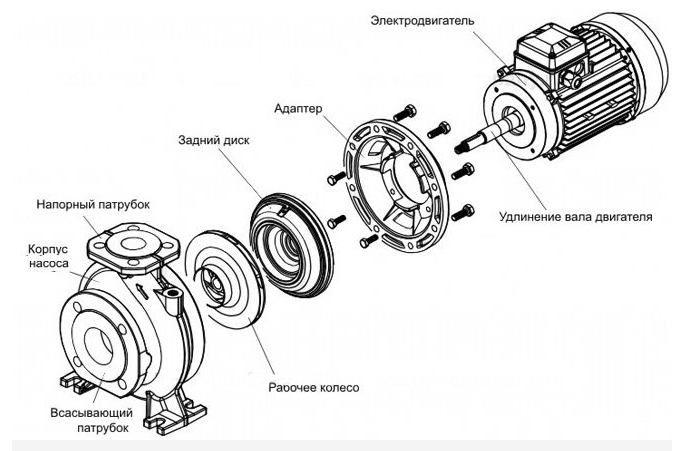 Электродвигатель
Адаптер
Задний диск
Напорный патрубок
Удлинение вала двигателя
Корпус
насоса
Рабочее колесо
Всасывающий
патрубок